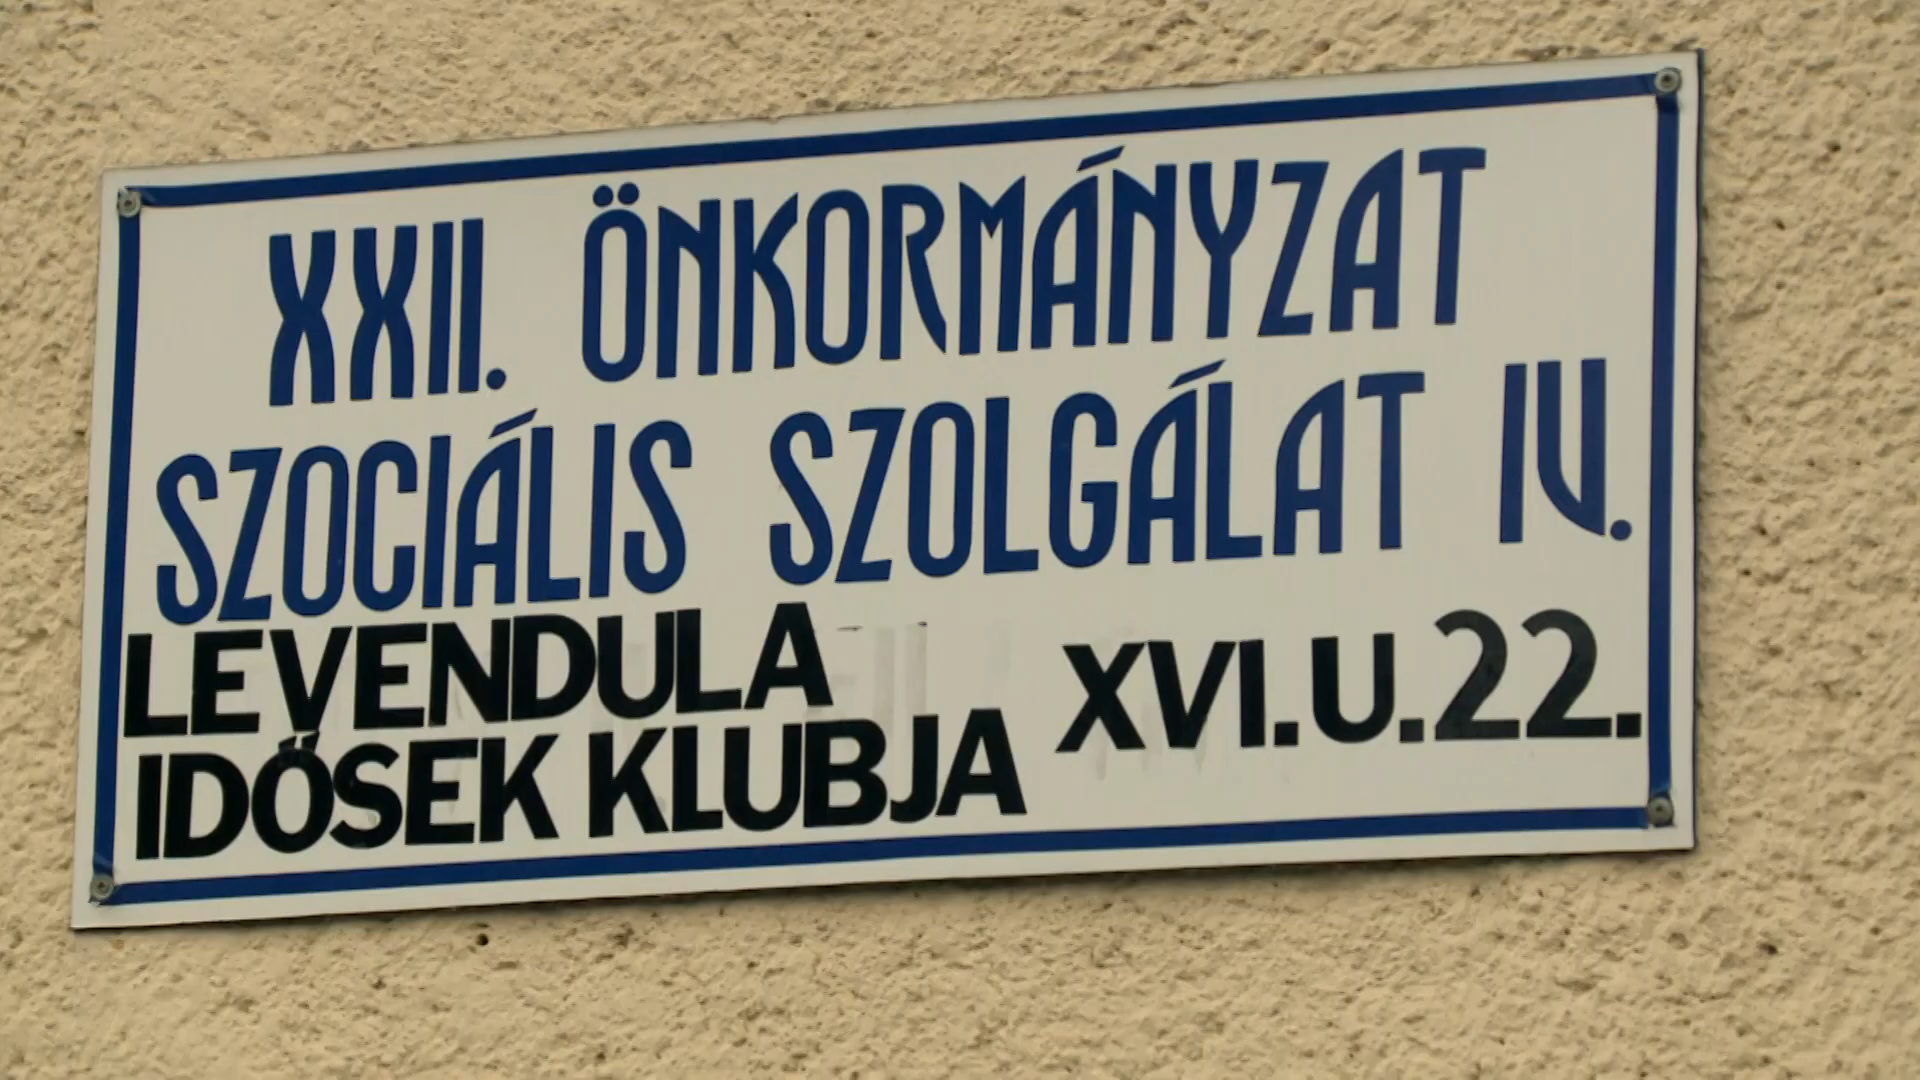 XXII. ÖNKORMÁNYZAT
SZOCIÁLIS SZOLGÁLAT IV.
LEVENDULA
IDŐSEK KLUBJA XVI.U.22.